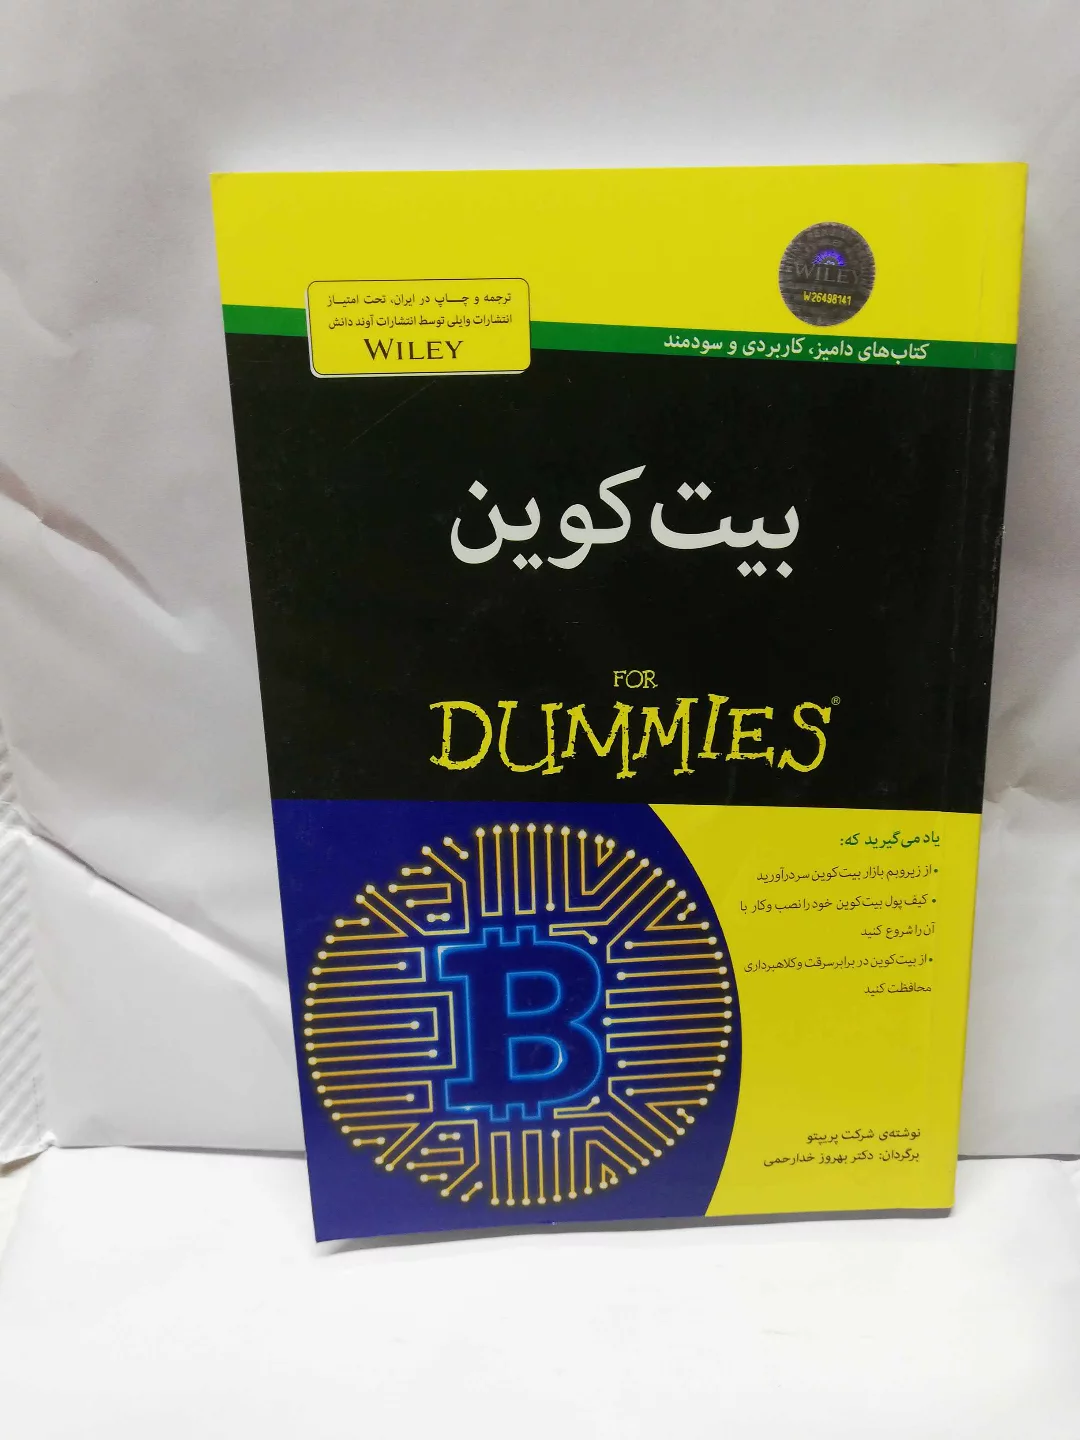 WILEY
W26498141
ترجمه و چاپ در ایران، تحت امتیاز
انتشارات وایلی توسط انتشارات آوند دانش
WILEY
کتاب‌های دامیز، کاربردی و سودمند
بیت‌کوین
FOR
DUMMIES®
یاد می‌گیرید که:
• از زیروبم بازار بیت‌کوین سردرآورید
• کیف پول بیت‌کوین خود را نصب و کار با
آن را شروع کنید
• از بیت‌کوین در برابر سرقت و کلاهبرداری
محافظت کنید
نوشته‌ی شرکت پریپتو
برگردان: دکتر بهروز خدارحمی